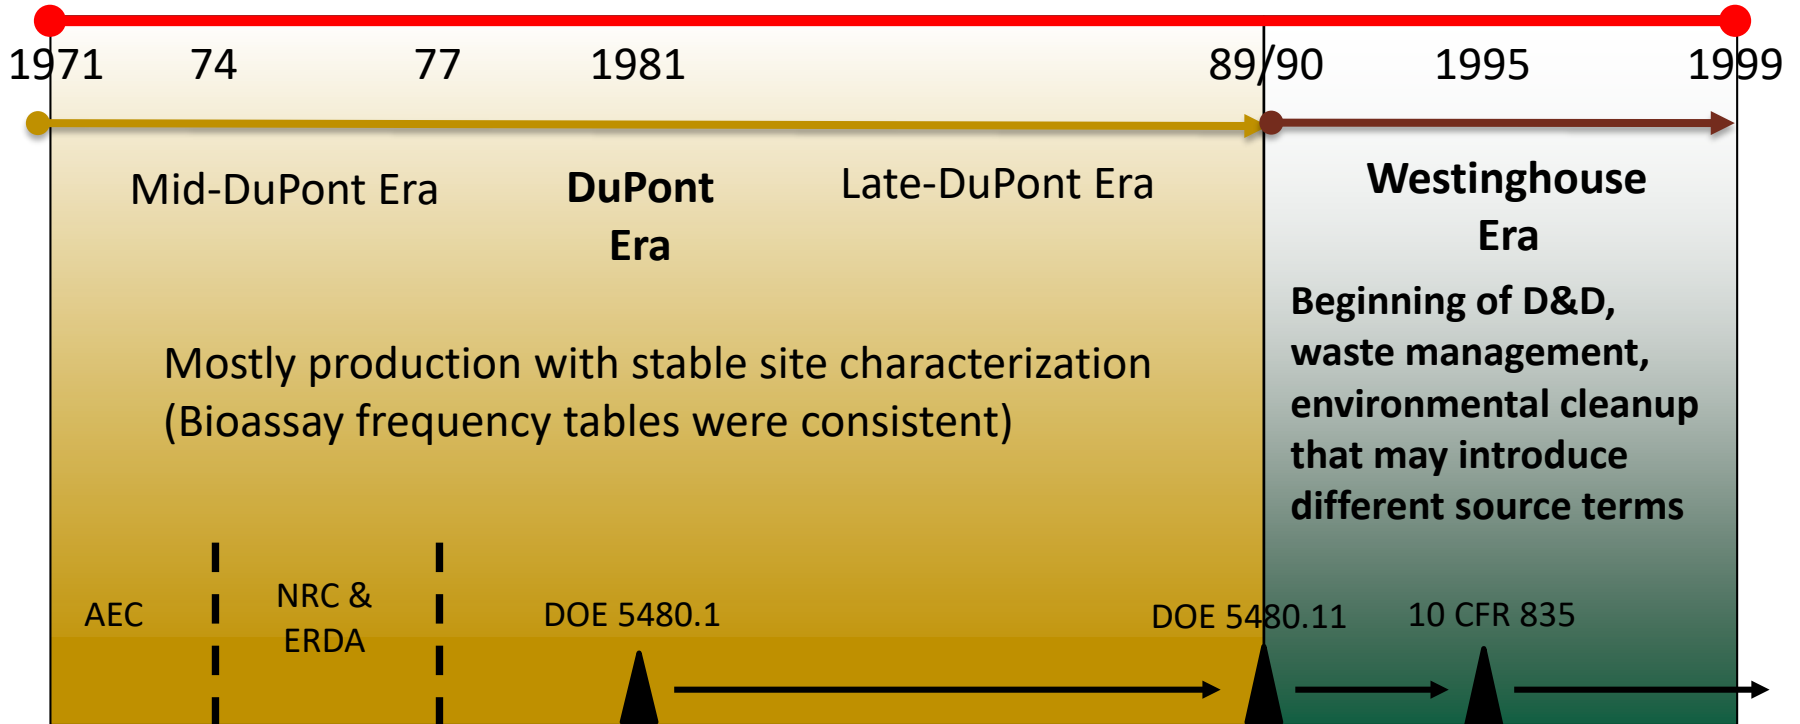 1971 74 77 1981 89/90 1995 1999
Mid-DuPont Era
DuPont
Era
Late-DuPont Era
Westinghouse
Era
Mostly production with stable site characterization
(Bioassay frequency tables were consistent)
Beginning of D&D,
waste management,
environmental cleanup
that may introduce
different source terms
AEC
NRC &
ERDA
DOE 5480.1
DOE 5480.11
10 CFR 835